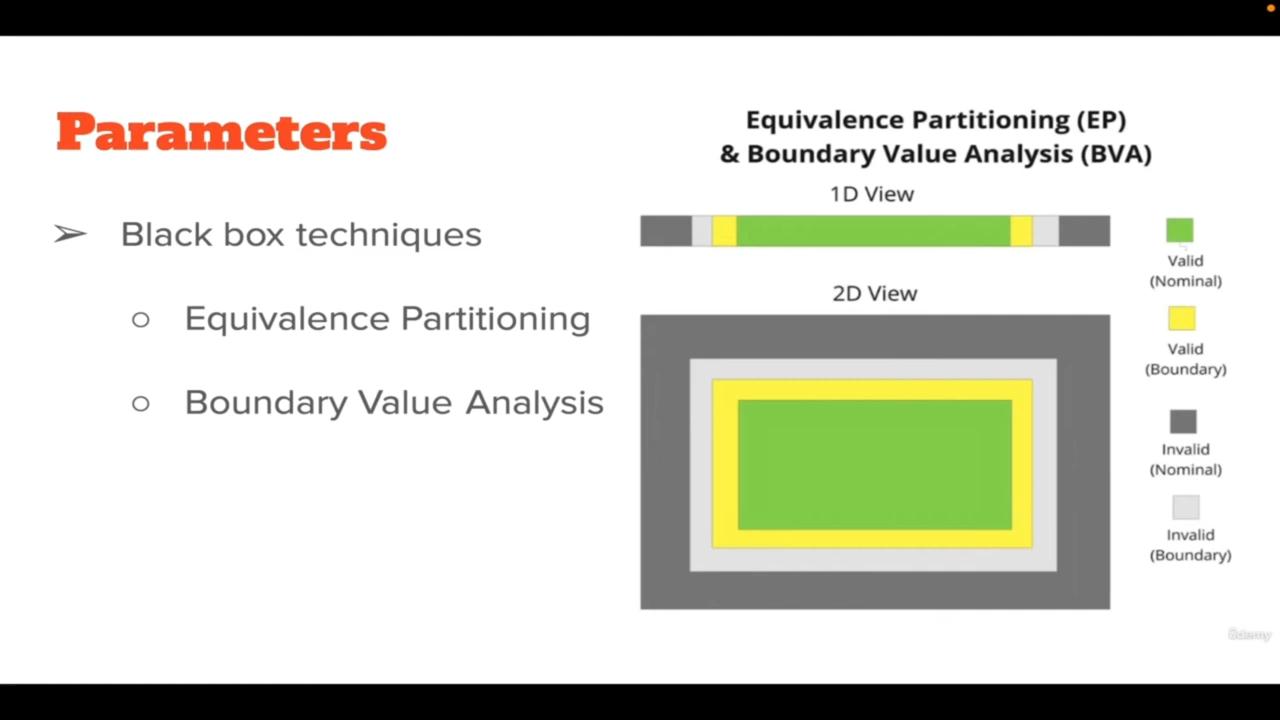 Parameters
➢ Black box techniques
○ Equivalence Partitioning
○ Boundary Value Analysis
Equivalence Partitioning (EP)
& Boundary Value Analysis (BVA)
1D View
2D View
Valid
(Nominal)
Valid
(Boundary)
Invalid
(Nominal)
Invalid
(Boundary)
ûdemy